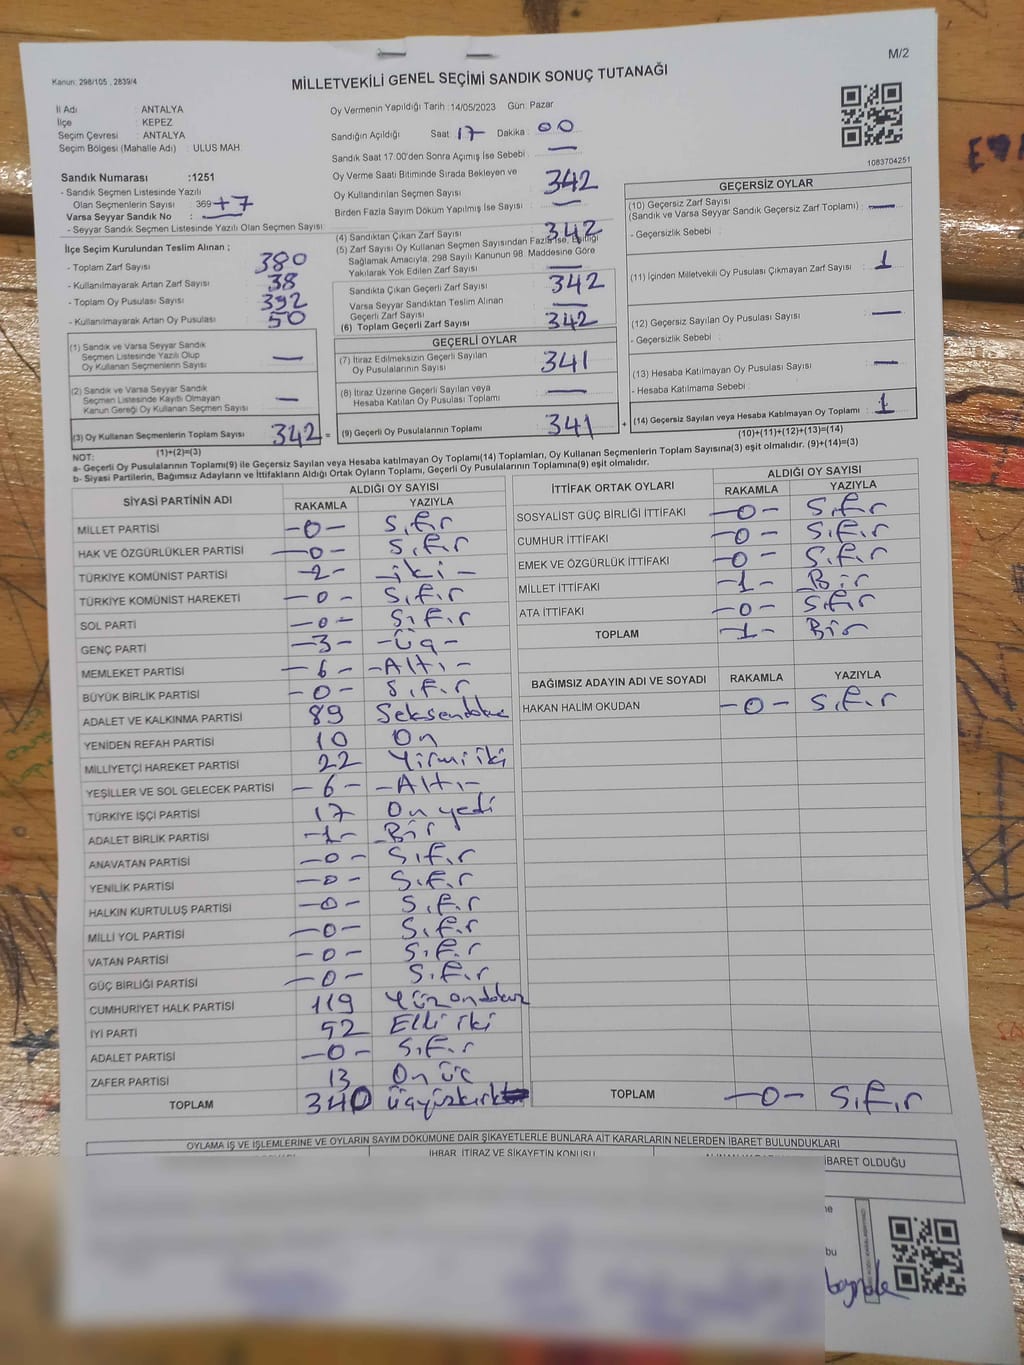 M/2
Kanun: 298/105 , 2839/4
MİLLETVEKİLİ GENEL SEÇİMİ SANDIK SONUÇ TUTANAĞI
İl Adı : ANTALYA
İlçe : KEPEZ
Seçim Çevresi : ANTALYA
Seçim Bölgesi (Mahalle Adı) : ULUS MAH
Sandık Numarası :1251
- Sandık Seçmen Listesinde Yazılı
Olan Seçmenlerin Sayısı : 369 +7
Varsa Seyyar Sandık No : —
- Seyyar Sandık Seçmen Listesinde Yazılı Olan Seçmen Sayısı:
İlçe Seçim Kurulundan Teslim Alınan ;
- Toplam Zarf Sayısı 380
- Kullanılmayarak Artan Zarf Sayısı 38
- Toplam Oy Pusulası Sayısı 392
- Kullanılmayarak Artan Oy Pusulası 50
(1) Sandık ve Varsa Seyyar Sandık
Seçmen Listesinde Yazılı Olup
Oy Kullanan Seçmenlerin Sayısı —
(2) Sandık ve Varsa Seyyar Sandık
Seçmen Listesinde Kayıtlı Olmayan
Kanun Gereği Oy Kullanan Seçmen Sayısı —
(3) Oy Kullanan Seçmenlerin Toplam Sayısı 342 =
(1)+(2)=(3)
Oy Vermenin Yapıldığı Tarih :14/05/2023 Gün: Pazar
Sandığın Açıldığı Saat 17 Dakika : 00
Sandık Saat 17:00'den Sonra Açımış İse Sebebi : —
Oy Verme Saati Bitiminde Sırada Bekleyen ve
Oy Kullandırılan Seçmen Sayısı 342
Birden Fazla Sayım Döküm Yapılmış İse Sayısı : —
(4) Sandıktan Çıkan Zarf Sayısı : 342
(5) Zarf Sayısı Oy Kullanan Seçmen Sayısından Fazla İse, Eşitliği
Sağlamak Amacıyla, 298 Sayılı Kanunun 98. Maddesine Göre
Yakılarak Yok Edilen Zarf Sayısı : —
Sandıkta Çıkan Geçerli Zarf Sayısı : 342
Varsa Seyyar Sandıktan Teslim Alınan
Geçerli Zarf Sayısı : —
(6) Toplam Geçerli Zarf Sayısı : 342
GEÇERLİ OYLAR
(7) İtiraz Edilmeksizin Geçerli Sayılan
Oy Pusulalarının Sayısı : 341
(8) İtiraz Üzerine Geçerli Sayılan veya
Hesaba Katılan Oy Pusulası Toplamı : —
(9) Geçerli Oy Pusulalarının Toplamı : 341 +
1083704251
GEÇERSİZ OYLAR
(10) Geçersiz Zarf Sayısı
(Sandık ve Varsa Seyyar Sandık Geçersiz Zarf Toplamı) : —
- Geçersizlik Sebebi :
(11) İçinden Milletvekili Oy Pusulası Çıkmayan Zarf Sayısı : 1
(12) Geçersiz Sayılan Oy Pusulası Sayısı : —
- Geçersizlik Sebebi :
(13) Hesaba Katılmayan Oy Pusulası Sayısı : —
- Hesaba Katılmama Sebebi :
(14) Geçersiz Sayılan veya Hesaba Katılmayan Oy Toplamı : 1
(10)+(11)+(12)+(13)=(14)
NOT:
a- Geçerli Oy Pusulalarının Toplamı(9) ile Geçersiz Sayılan veya Hesaba katılmayan Oy Toplamı(14) Toplamları, Oy Kullanan Seçmenlerin Toplam Sayısına(3) eşit olmalıdır. (9)+(14)=(3)
b- Siyasi Partilerin, Bağımsız Adayların ve İttifakların Aldığı Ortak Oyların Toplamı, Geçerli Oy Pusulalarının Toplamına(9) eşit olmalıdır.
SİYASİ PARTİNİN ADI ALDIĞI OY SAYISI
RAKAMLA YAZIYLA
MİLLET PARTİSİ —0— Sıfır
HAK VE ÖZGÜRLÜKLER PARTİSİ —0— Sıfır
TÜRKİYE KOMÜNİST PARTİSİ —2— —iki—
TÜRKİYE KOMÜNİST HAREKETİ —0— Sıfır
SOL PARTİ —0— Sıfır
GENÇ PARTİ —3— —Üç—
MEMLEKET PARTİSİ —6— —Altı—
BÜYÜK BİRLİK PARTİSİ —0— Sıfır
ADALET VE KALKINMA PARTİSİ 89 Seksendokuz
YENİDEN REFAH PARTİSİ 10 On
MİLLİYETÇİ HAREKET PARTİSİ 22 Yirmi iki
YEŞİLLER VE SOL GELECEK PARTİSİ —6— —Altı—
TÜRKİYE İŞÇİ PARTİSİ 17 On yedi
ADALET BİRLİK PARTİSİ —1— —Bir
ANAVATAN PARTİSİ —0— Sıfır
YENİLİK PARTİSİ —0— Sıfır
HALKIN KURTULUŞ PARTİSİ —0— Sıfır
MİLLİ YOL PARTİSİ —0— Sıfır
VATAN PARTİSİ —0— Sıfır
GÜÇ BİRLİĞİ PARTİSİ —0— Sıfır
CUMHURİYET HALK PARTİSİ 119 Yüzondokuz
İYİ PARTİ 52 Elli iki
ADALET PARTİSİ —0— Sıfır
ZAFER PARTİSİ 13 On üç
TOPLAM 340 Üçyüzkırk
İTTİFAK ORTAK OYLARI ALDIĞI OY SAYISI
RAKAMLA YAZIYLA
SOSYALİST GÜÇ BİRLİĞİ İTTİFAKI —0— Sıfır
CUMHUR İTTİFAKI —0— Sıfır
EMEK VE ÖZGÜRLÜK İTTİFAKI —0— Sıfır
MİLLET İTTİFAKI —1— Bir
ATA İTTİFAKI —0— Sıfır
TOPLAM —1— Bir
BAĞIMSIZ ADAYIN ADI VE SOYADI RAKAMLA YAZIYLA
HAKAN HALİM OKUDAN —0— Sıfır
TOPLAM —0— Sıfır
OYLAMA İŞ VE İŞLEMLERİNE VE OYLARIN SAYIM DÖKÜMÜNE DAİR ŞİKAYETLERLE BUNLARA AİT KARARLARIN NELERDEN İBARET BULUNDUKLARI
İHBAR, İTİRAZ VE ŞİKAYETİN KONUSU
İBARET OLDUĞU